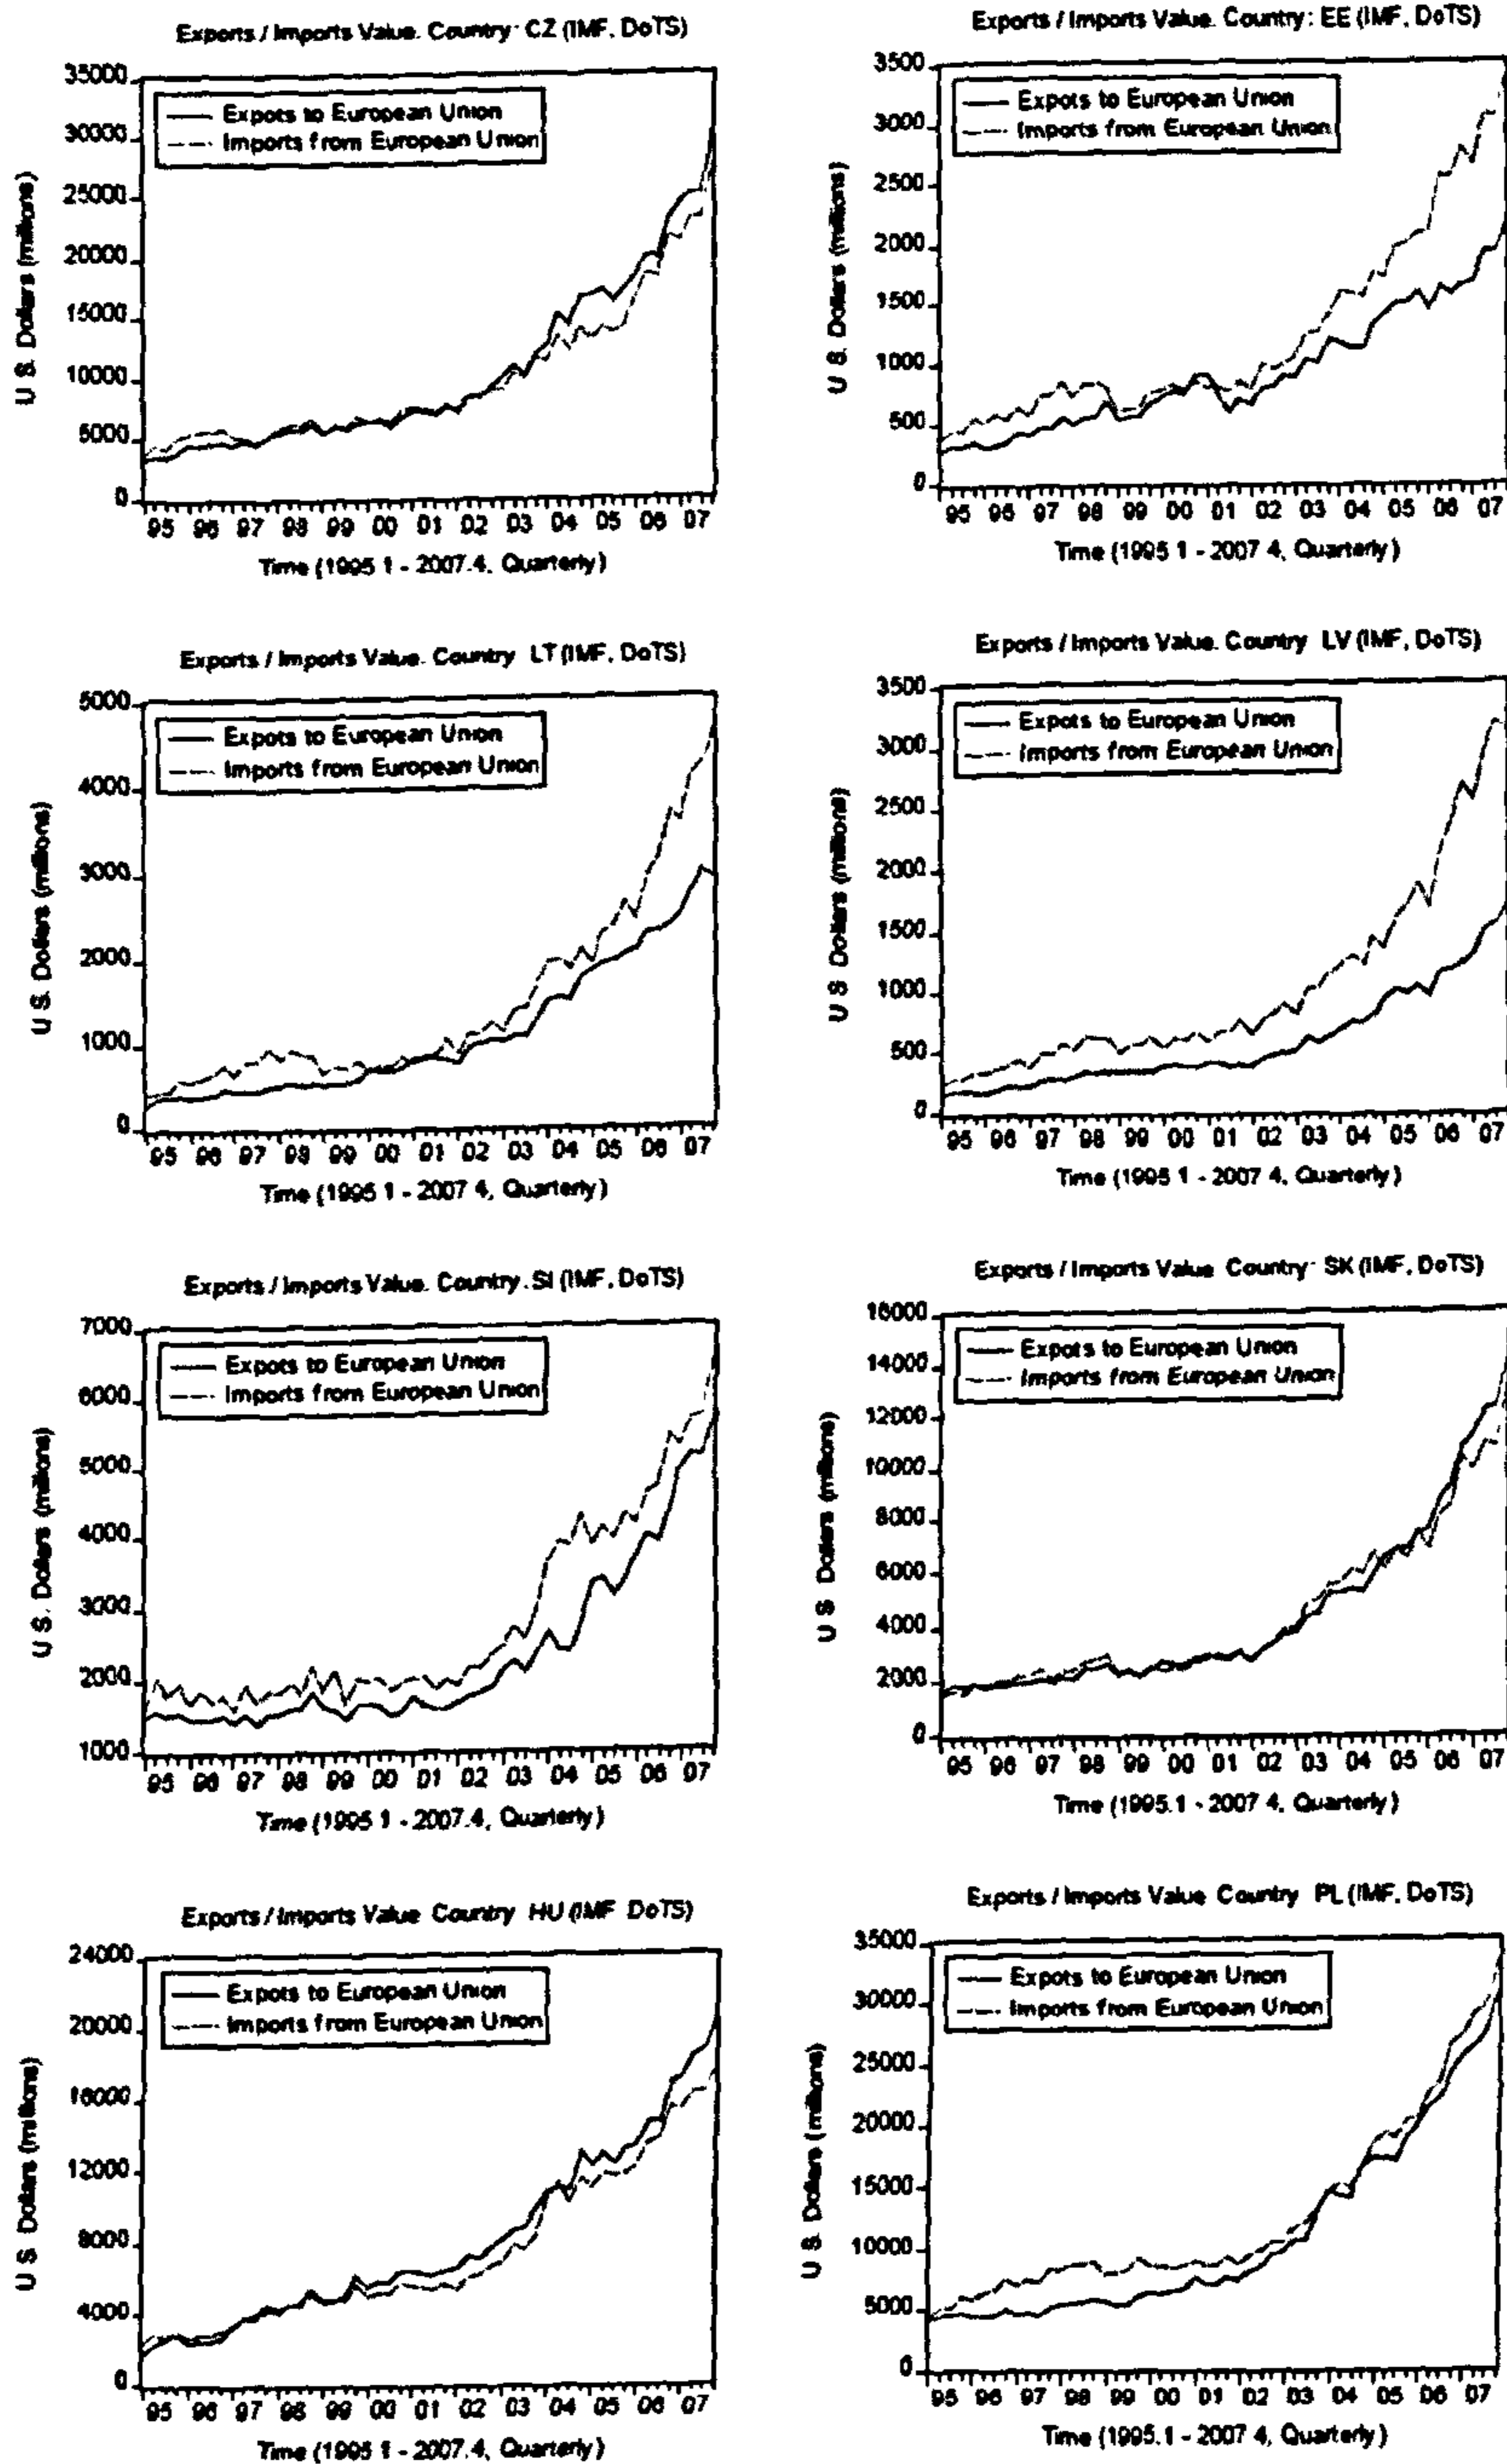 Exports / Imports Value. Country: CZ (IMF, DoTS)
35000
30000
25000
20000
15000
10000
5000
0
U S. Dollars (millions)
Expots to European Union
Imports from European Union
95 96 97 98 99 00 01 02 03 04 05 06 07
Time (1995 1 - 2007.4, Quarterly)
Exports / Imports Value. Country: EE (IMF, DoTS)
3500
3000
2500
2000
1500
1000
500
0
U S. Dollars (millions)
Expots to European Union
Imports from European Union
95 96 97 98 99 00 01 02 03 04 05 06 07
Time (1995 1 - 2007 4, Quarterly)
Exports / Imports Value. Country LT (IMF, DoTS)
5000
4000
3000
2000
1000
0
U S. Dollars (millions)
Expots to European Union
Imports from European Union
95 96 97 98 99 00 01 02 03 04 05 06 07
Time (1995 1 - 2007 4, Quarterly)
Exports / Imports Value. Country LV (IMF, DoTS)
3500
3000
2500
2000
1500
1000
500
0
U S Dollars (millions)
Expots to European Union
Imports from European Union
95 96 97 98 99 00 01 02 03 04 05 06 07
Time (1995 1 - 2007 4, Quarterly)
Exports / Imports Value. Country. SI (IMF, DoTS)
7000
6000
5000
4000
3000
2000
1000
U S. Dollars (millions)
Expots to European Union
Imports from European Union
95 96 97 98 99 00 01 02 03 04 05 06 07
Time (1995 1 - 2007.4, Quarterly)
Exports / Imports Value Country: SK (IMF, DoTS)
16000
14000
12000
10000
8000
6000
4000
2000
0
U S Dollars (millions)
Expots to European Union
Imports from European Union
95 96 97 98 99 00 01 02 03 04 05 06 07
Time (1995.1 - 2007 4, Quarterly)
Exports / Imports Value Country HU (IMF DoTS)
24000
20000
16000
12000
8000
4000
0
U S Dollars (millions)
Expots to European Union
Imports from European Union
95 96 97 98 99 00 01 02 03 04 05 06 07
Time (1995 1 - 2007.4, Quarterly)
Exports / Imports Value Country PL (IMF, DoTS)
35000
30000
25000
20000
15000
10000
5000
0
U S. Dollars (millions)
Expots to European Union
Imports from European Union
95 96 97 98 99 00 01 02 03 04 05 06 07
Time (1995.1 - 2007 4, Quarterly)